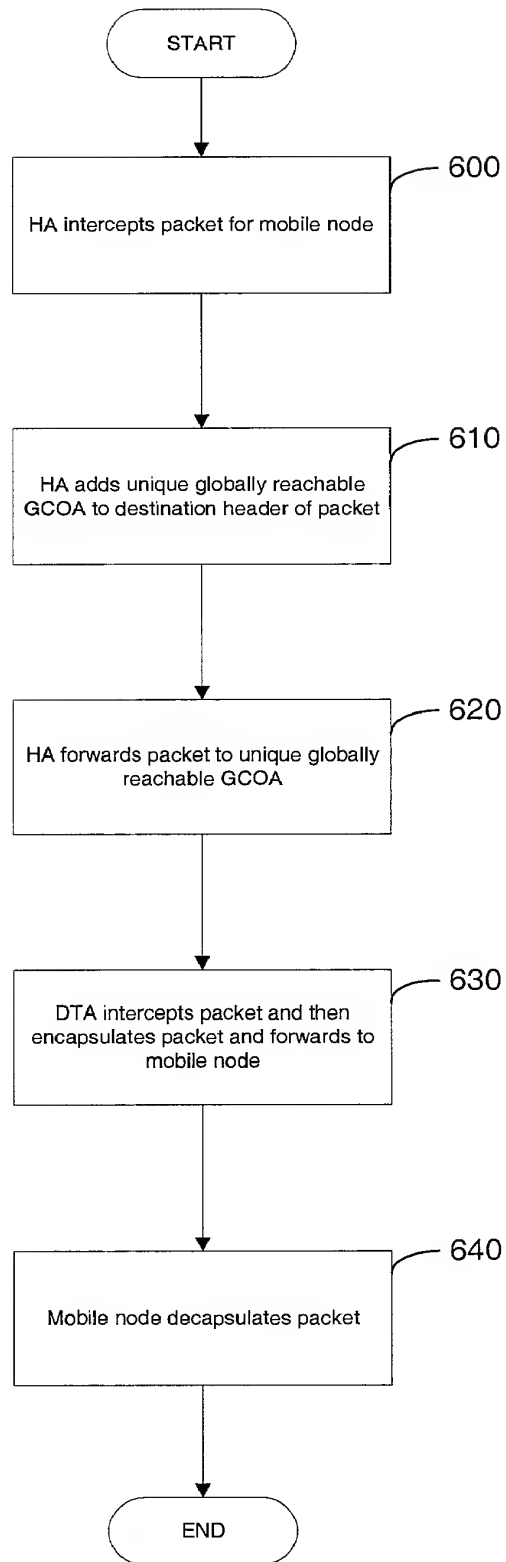 START
600
HA intercepts packet for mobile node
610
HA adds unique globally reachable
GCOA to destination header of packet
620
HA forwards packet to unique globally
reachable GCOA
630
DTA intercepts packet and then
encapsulates packet and forwards to
mobile node
640
Mobile node decapsulates packet
END